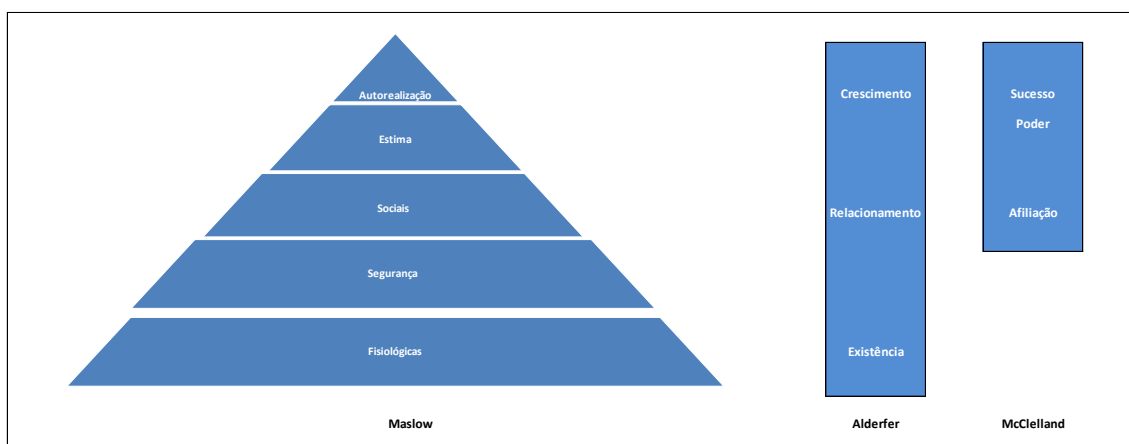 Autorealização
Estima
Sociais
Segurança
Fisiológicas
Maslow
Crescimento
Relacionamento
Existência
Alderfer
Sucesso
Poder
Afiliação
McClelland